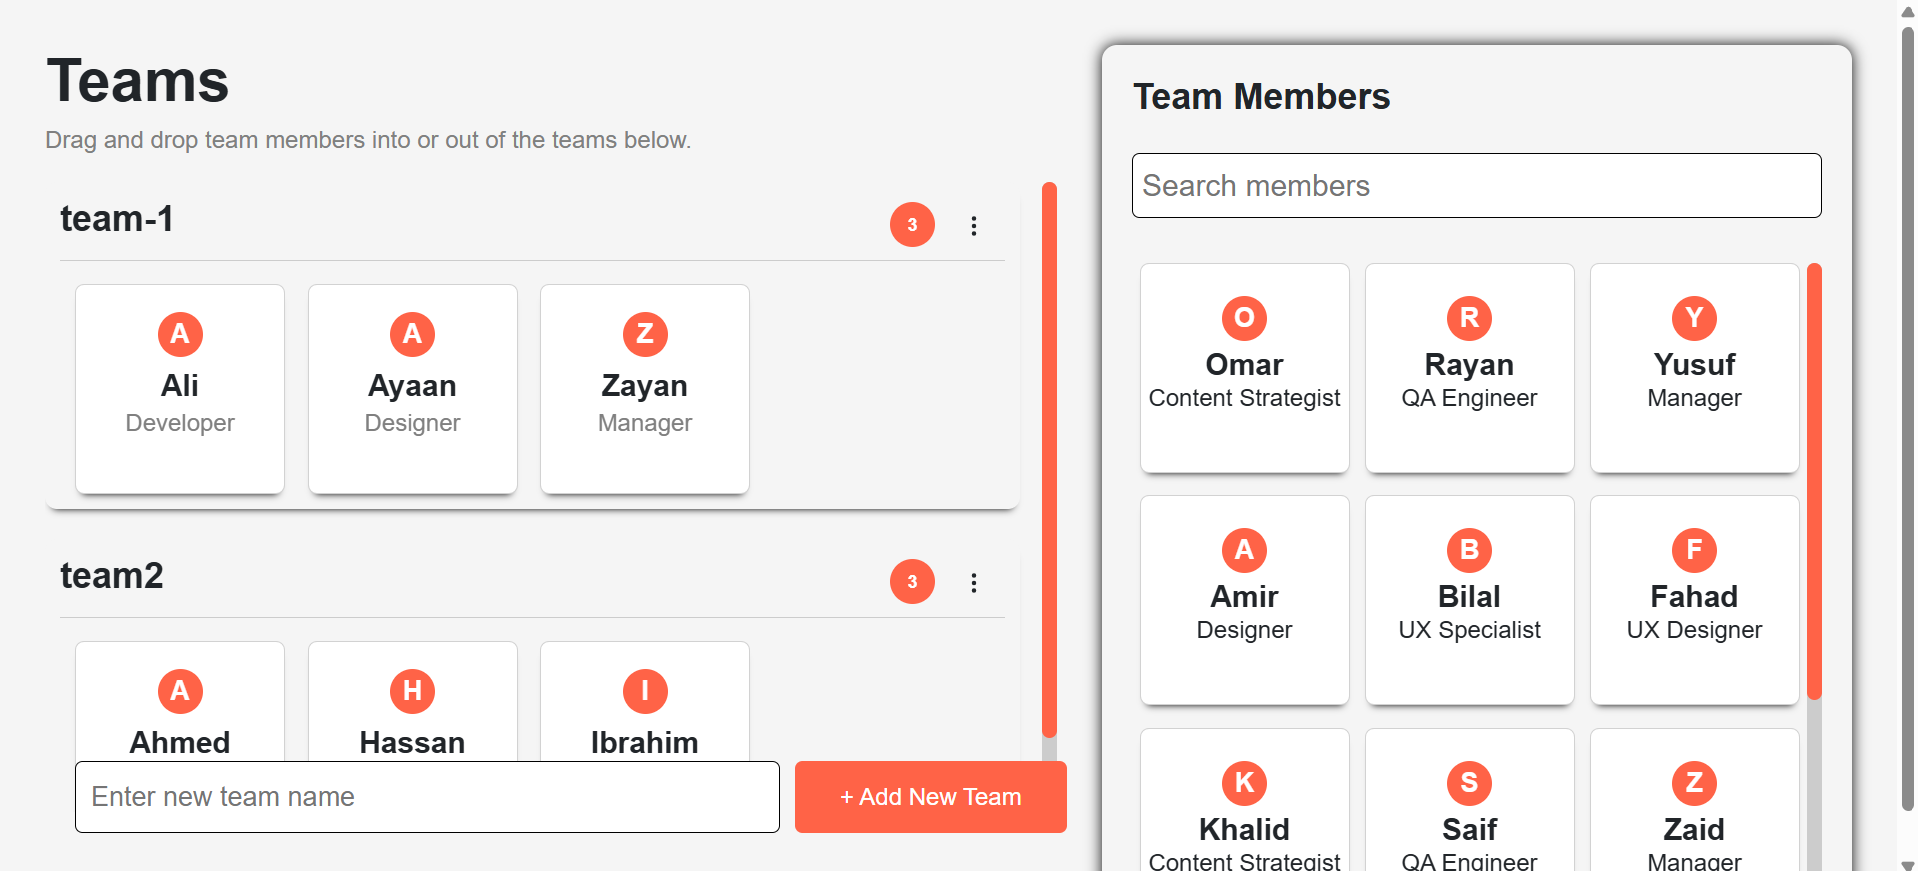 Teams
Drag and drop team members into or out of the teams below.
team-1
3
A
Ali
Developer
A
Ayaan
Designer
Z
Zayan
Manager
team2
3
A
Ahmed
H
Hassan
I
Ibrahim
Enter new team name
+ Add New Team
Team Members
Search members
O
Omar
Content Strategist
R
Rayan
QA Engineer
Y
Yusuf
Manager
A
Amir
Designer
B
Bilal
UX Specialist
F
Fahad
UX Designer
K
Khalid
Content Strategist
S
Saif
QA Engineer
Z
Zaid
Manager